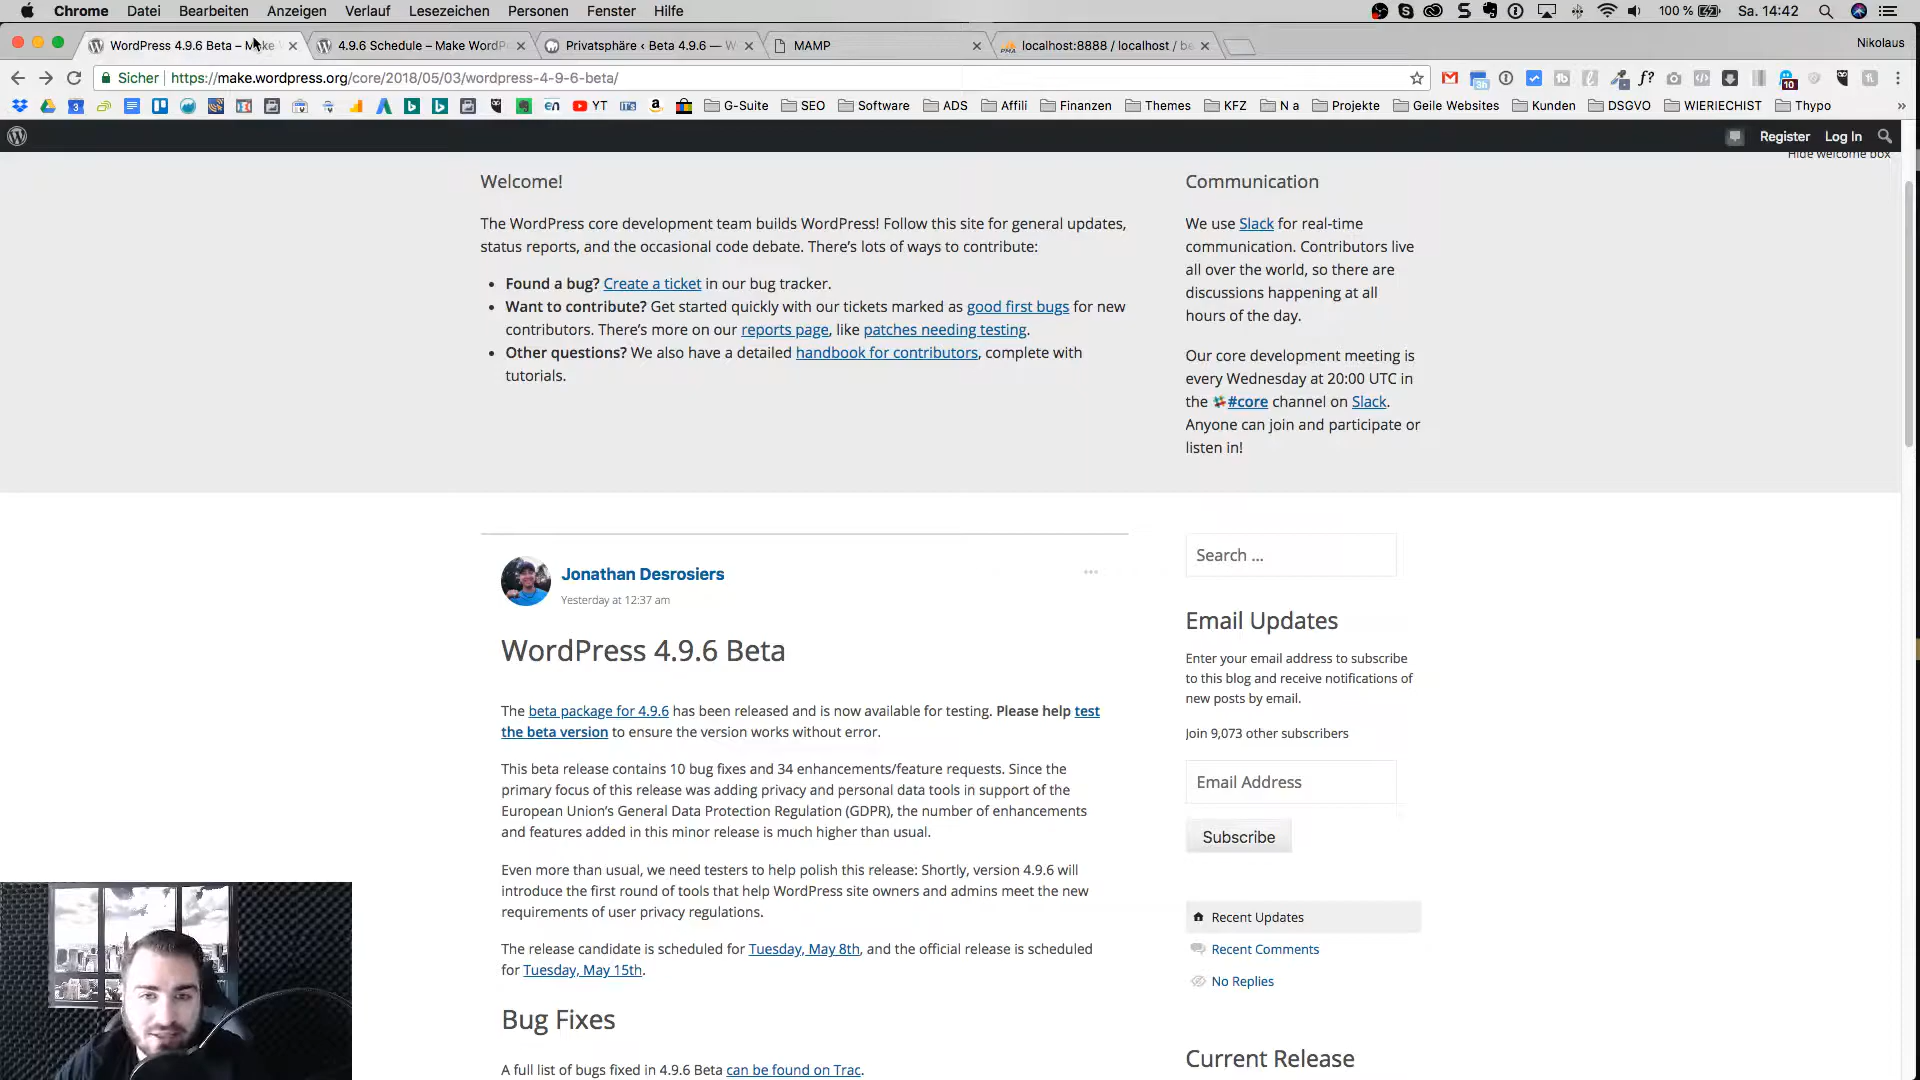 Chrome Datei Bearbeiten Anzeigen Verlauf Lesezeichen Personen Fenster Hilfe 100 % Sa. 14:42
WordPress 4.9.6 Beta – Make 4.9.6 Schedule – Make WordPr Privatsphäre ‹ Beta 4.9.6 — W MAMP localhost:8888 / localhost / be Nikolaus
Sicher https://make.wordpress.org/core/2018/05/03/wordpress-4-9-6-beta/
YT G-Suite SEO Software ADS Affili Finanzen Themes KFZ N a Projekte Geile Websites Kunden DSGVO WIERIECHIST Thypo »
Register Log In
Hide welcome box
Welcome!
The WordPress core development team builds WordPress! Follow this site for general updates,
status reports, and the occasional code debate. There’s lots of ways to contribute:
• Found a bug? Create a ticket in our bug tracker.
• Want to contribute? Get started quickly with our tickets marked as good first bugs for new
contributors. There’s more on our reports page, like patches needing testing.
• Other questions? We also have a detailed handbook for contributors, complete with
tutorials.
Communication
We use Slack for real-time
communication. Contributors live
all over the world, so there are
discussions happening at all
hours of the day.
Our core development meeting is
every Wednesday at 20:00 UTC in
the #core channel on Slack.
Anyone can join and participate or
listen in!
Jonathan Desrosiers
Yesterday at 12:37 am
WordPress 4.9.6 Beta
The beta package for 4.9.6 has been released and is now available for testing. Please help test
the beta version to ensure the version works without error.
This beta release contains 10 bug fixes and 34 enhancements/feature requests. Since the
primary focus of this release was adding privacy and personal data tools in support of the
European Union’s General Data Protection Regulation (GDPR), the number of enhancements
and features added in this minor release is much higher than usual.
Even more than usual, we need testers to help polish this release: Shortly, version 4.9.6 will
introduce the first round of tools that help WordPress site owners and admins meet the new
requirements of user privacy regulations.
The release candidate is scheduled for Tuesday, May 8th, and the official release is scheduled
for Tuesday, May 15th.
Bug Fixes
A full list of bugs fixed in 4.9.6 Beta can be found on Trac.
Search ...
Email Updates
Enter your email address to subscribe
to this blog and receive notifications of
new posts by email.
Join 9,073 other subscribers
Email Address
Subscribe
Recent Updates
Recent Comments
No Replies
Current Release